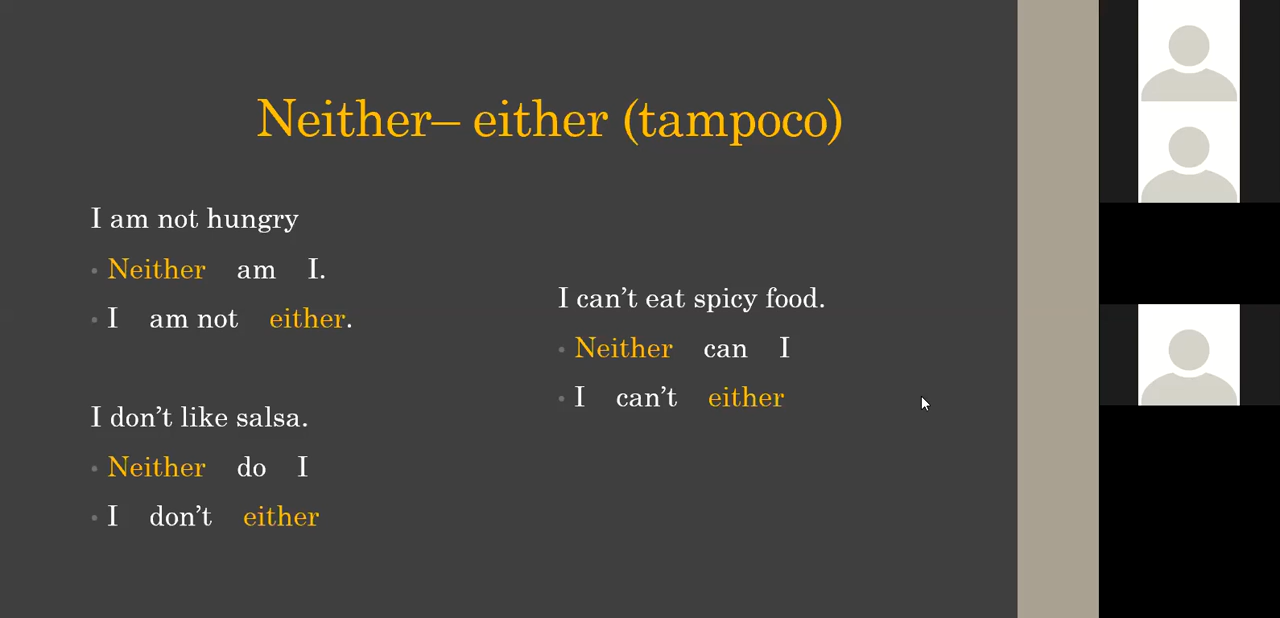 Neither– either (tampoco)
I am not hungry
• Neither am I.
• I am not either.
I don’t like salsa.
• Neither do I
• I don’t either
I can’t eat spicy food.
• Neither can I
• I can’t either